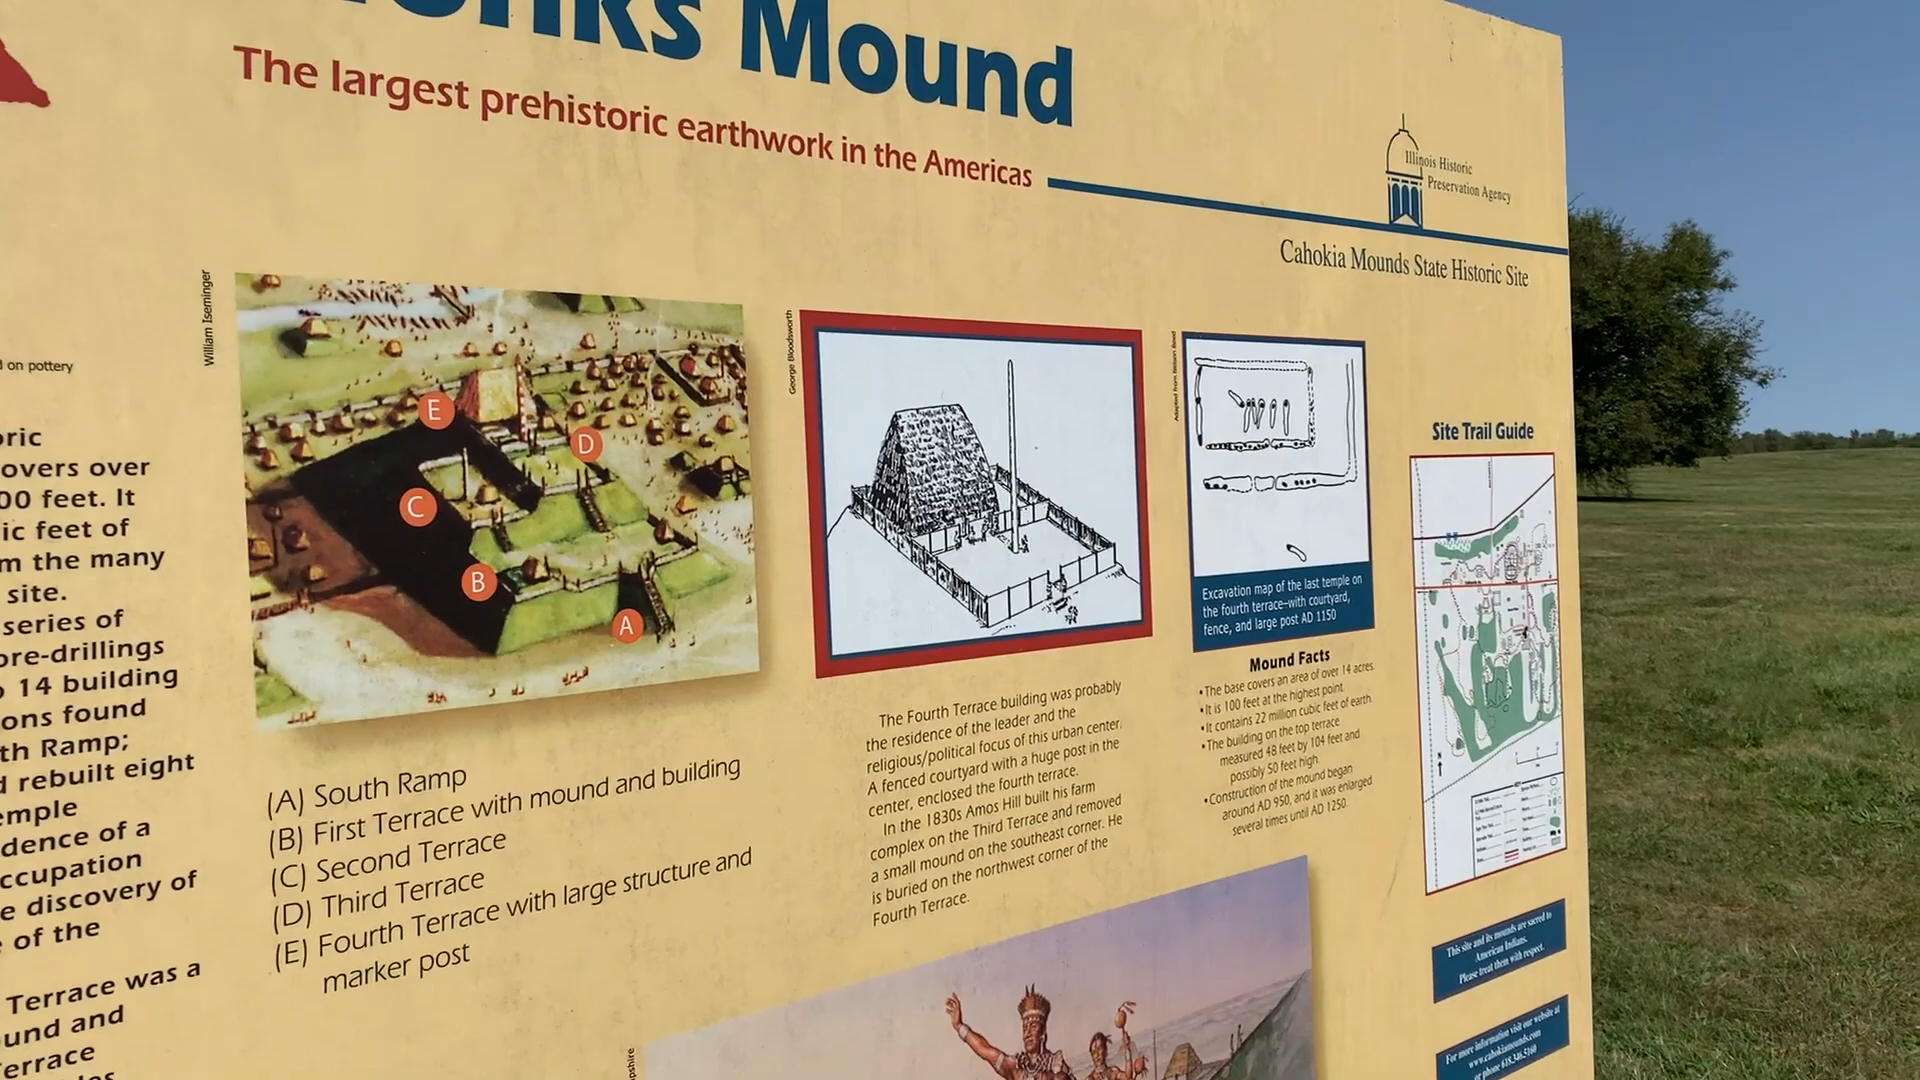 onks Mound
The largest prehistoric earthwork in the Americas
Illinois Historic
Preservation Agency
Cahokia Mounds State Historic Site
on pottery
oric
overs over
00 feet. It
ic feet of
m the many
site.
series of
ore-drillings
o 14 building
ons found
th Ramp;
d rebuilt eight
emple
dence of a
ccupation
e discovery of
e of the
Terrace was a
ound and
Terrace
William Iseminger
E
D
C
B
A
(A) South Ramp
(B) First Terrace with mound and building
(C) Second Terrace
(D) Third Terrace
(E) Fourth Terrace with large structure and
marker post
George Bloodsworth
The Fourth Terrace building was probably
the residence of the leader and the
religious/political focus of this urban center.
A fenced courtyard with a huge post in the
center, enclosed the fourth terrace.
In the 1830s Amos Hill built his farm
complex on the Third Terrace and removed
a small mound on the southeast corner. He
is buried on the northwest corner of the
Fourth Terrace.
Excavation map of the last temple on
the fourth terrace–with courtyard,
fence, and large post AD 1150
Mound Facts
•The base covers an area of over 14 acres.
•It is 100 feet at the highest point
•It contains 22 million cubic feet of earth.
•The building on the top terrace
measured 48 feet by 104 feet and
possibly 50 feet high.
•Construction of the mound began
around AD 950, and it was enlarged
several times until AD 1250.
Site Trail Guide
N
This site and its mounds are sacred to
American Indians.
Please treat them with respect.
For more information visit our website at
www.cahokiamounds.com
or phone 618.346.5160